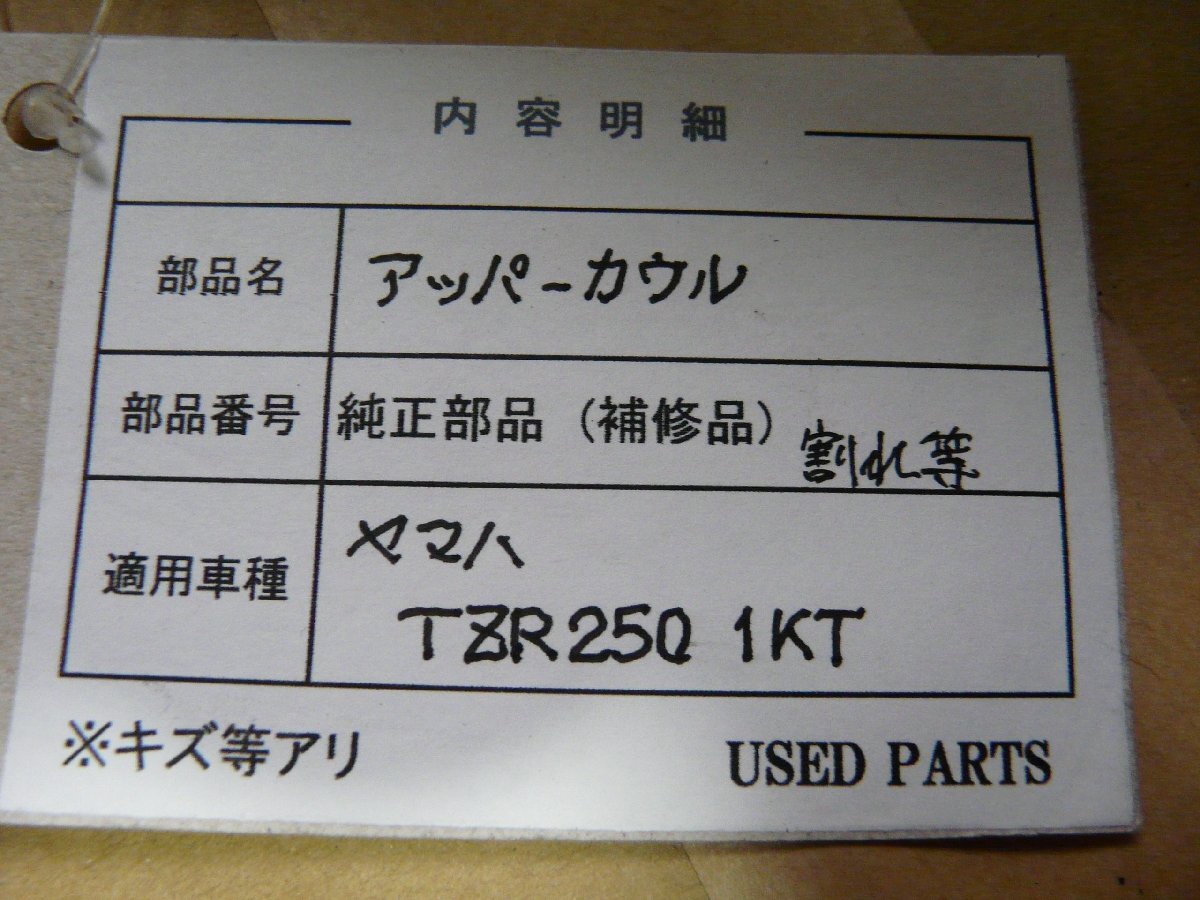 内容明細
部品名 アッパーカウル
部品番号 純正部品（補修品） 割れ等
適用車種 ヤマハ
TZR250 1KT
※キズ等アリ USED PARTS